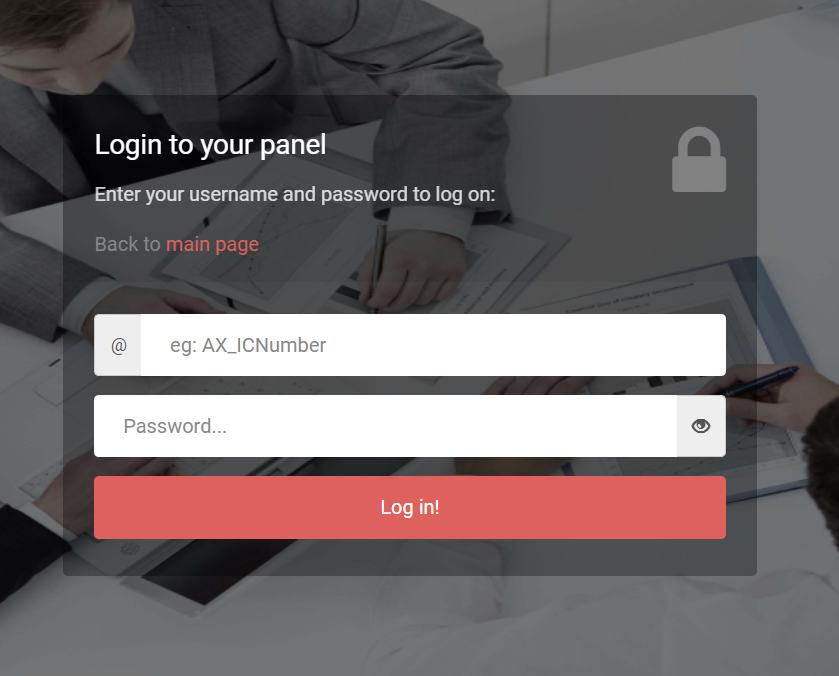 Login to your panel
Enter your username and password to log on:
Back to main page
@ eg: AX_ICNumber
Password...
Log in!